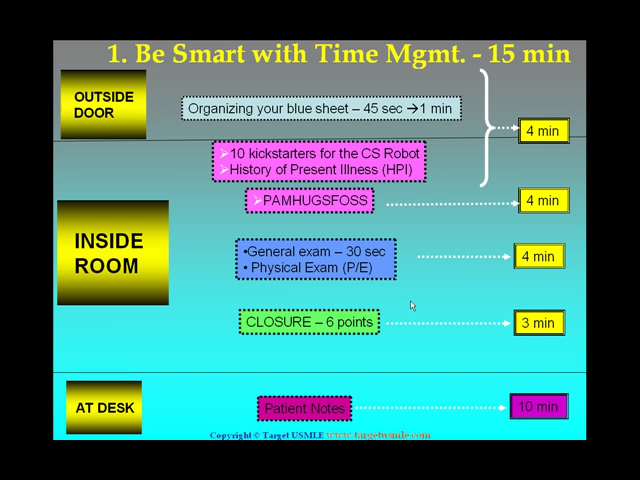 1. Be Smart with Time Mgmt. - 15 min
OUTSIDE
DOOR
Organizing your blue sheet – 45 sec →1 min
4 min
➢10 kickstarters for the CS Robot
➢History of Present Illness (HPI)
➢PAMHUGSFOSS
4 min
INSIDE
ROOM
•General exam – 30 sec
• Physical Exam (P/E)
4 min
CLOSURE – 6 points
3 min
AT DESK
Patient Notes
10 min
Copyright © Target USMLE www.targetusmle.com